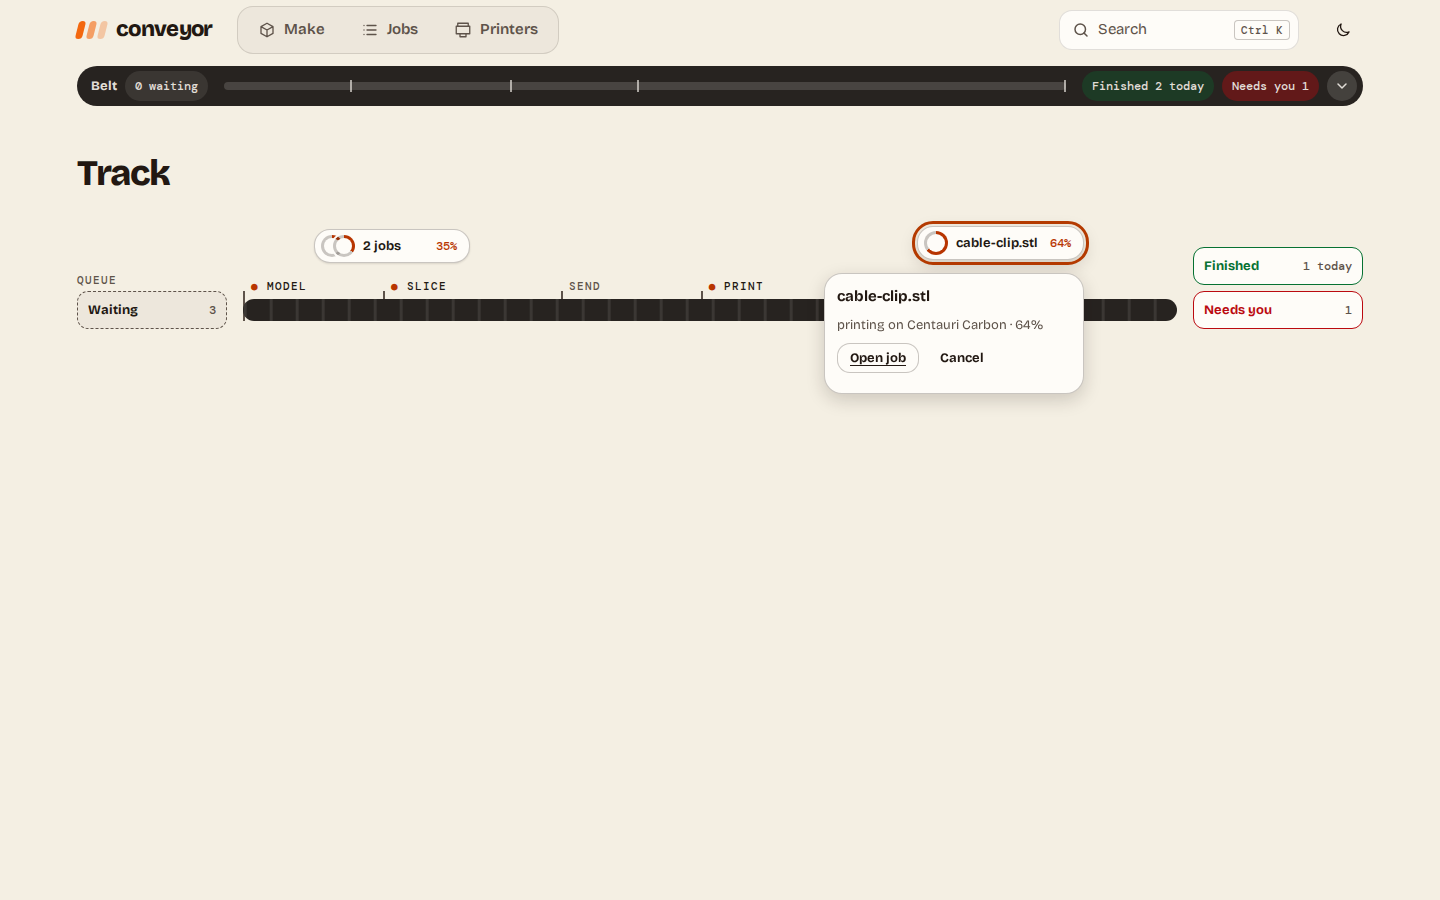 conveyor
Make
Jobs
Printers
Search
Ctrl K
Belt
0 waiting
Finished 2 today
Needs you 1
Track
2 jobs
35%
cable-clip.stl
64%
QUEUE
Waiting
3
MODEL
SLICE
SEND
PRINT
Finished
1 today
Needs you
1
cable-clip.stl
printing on Centauri Carbon · 64%
Open job
Cancel